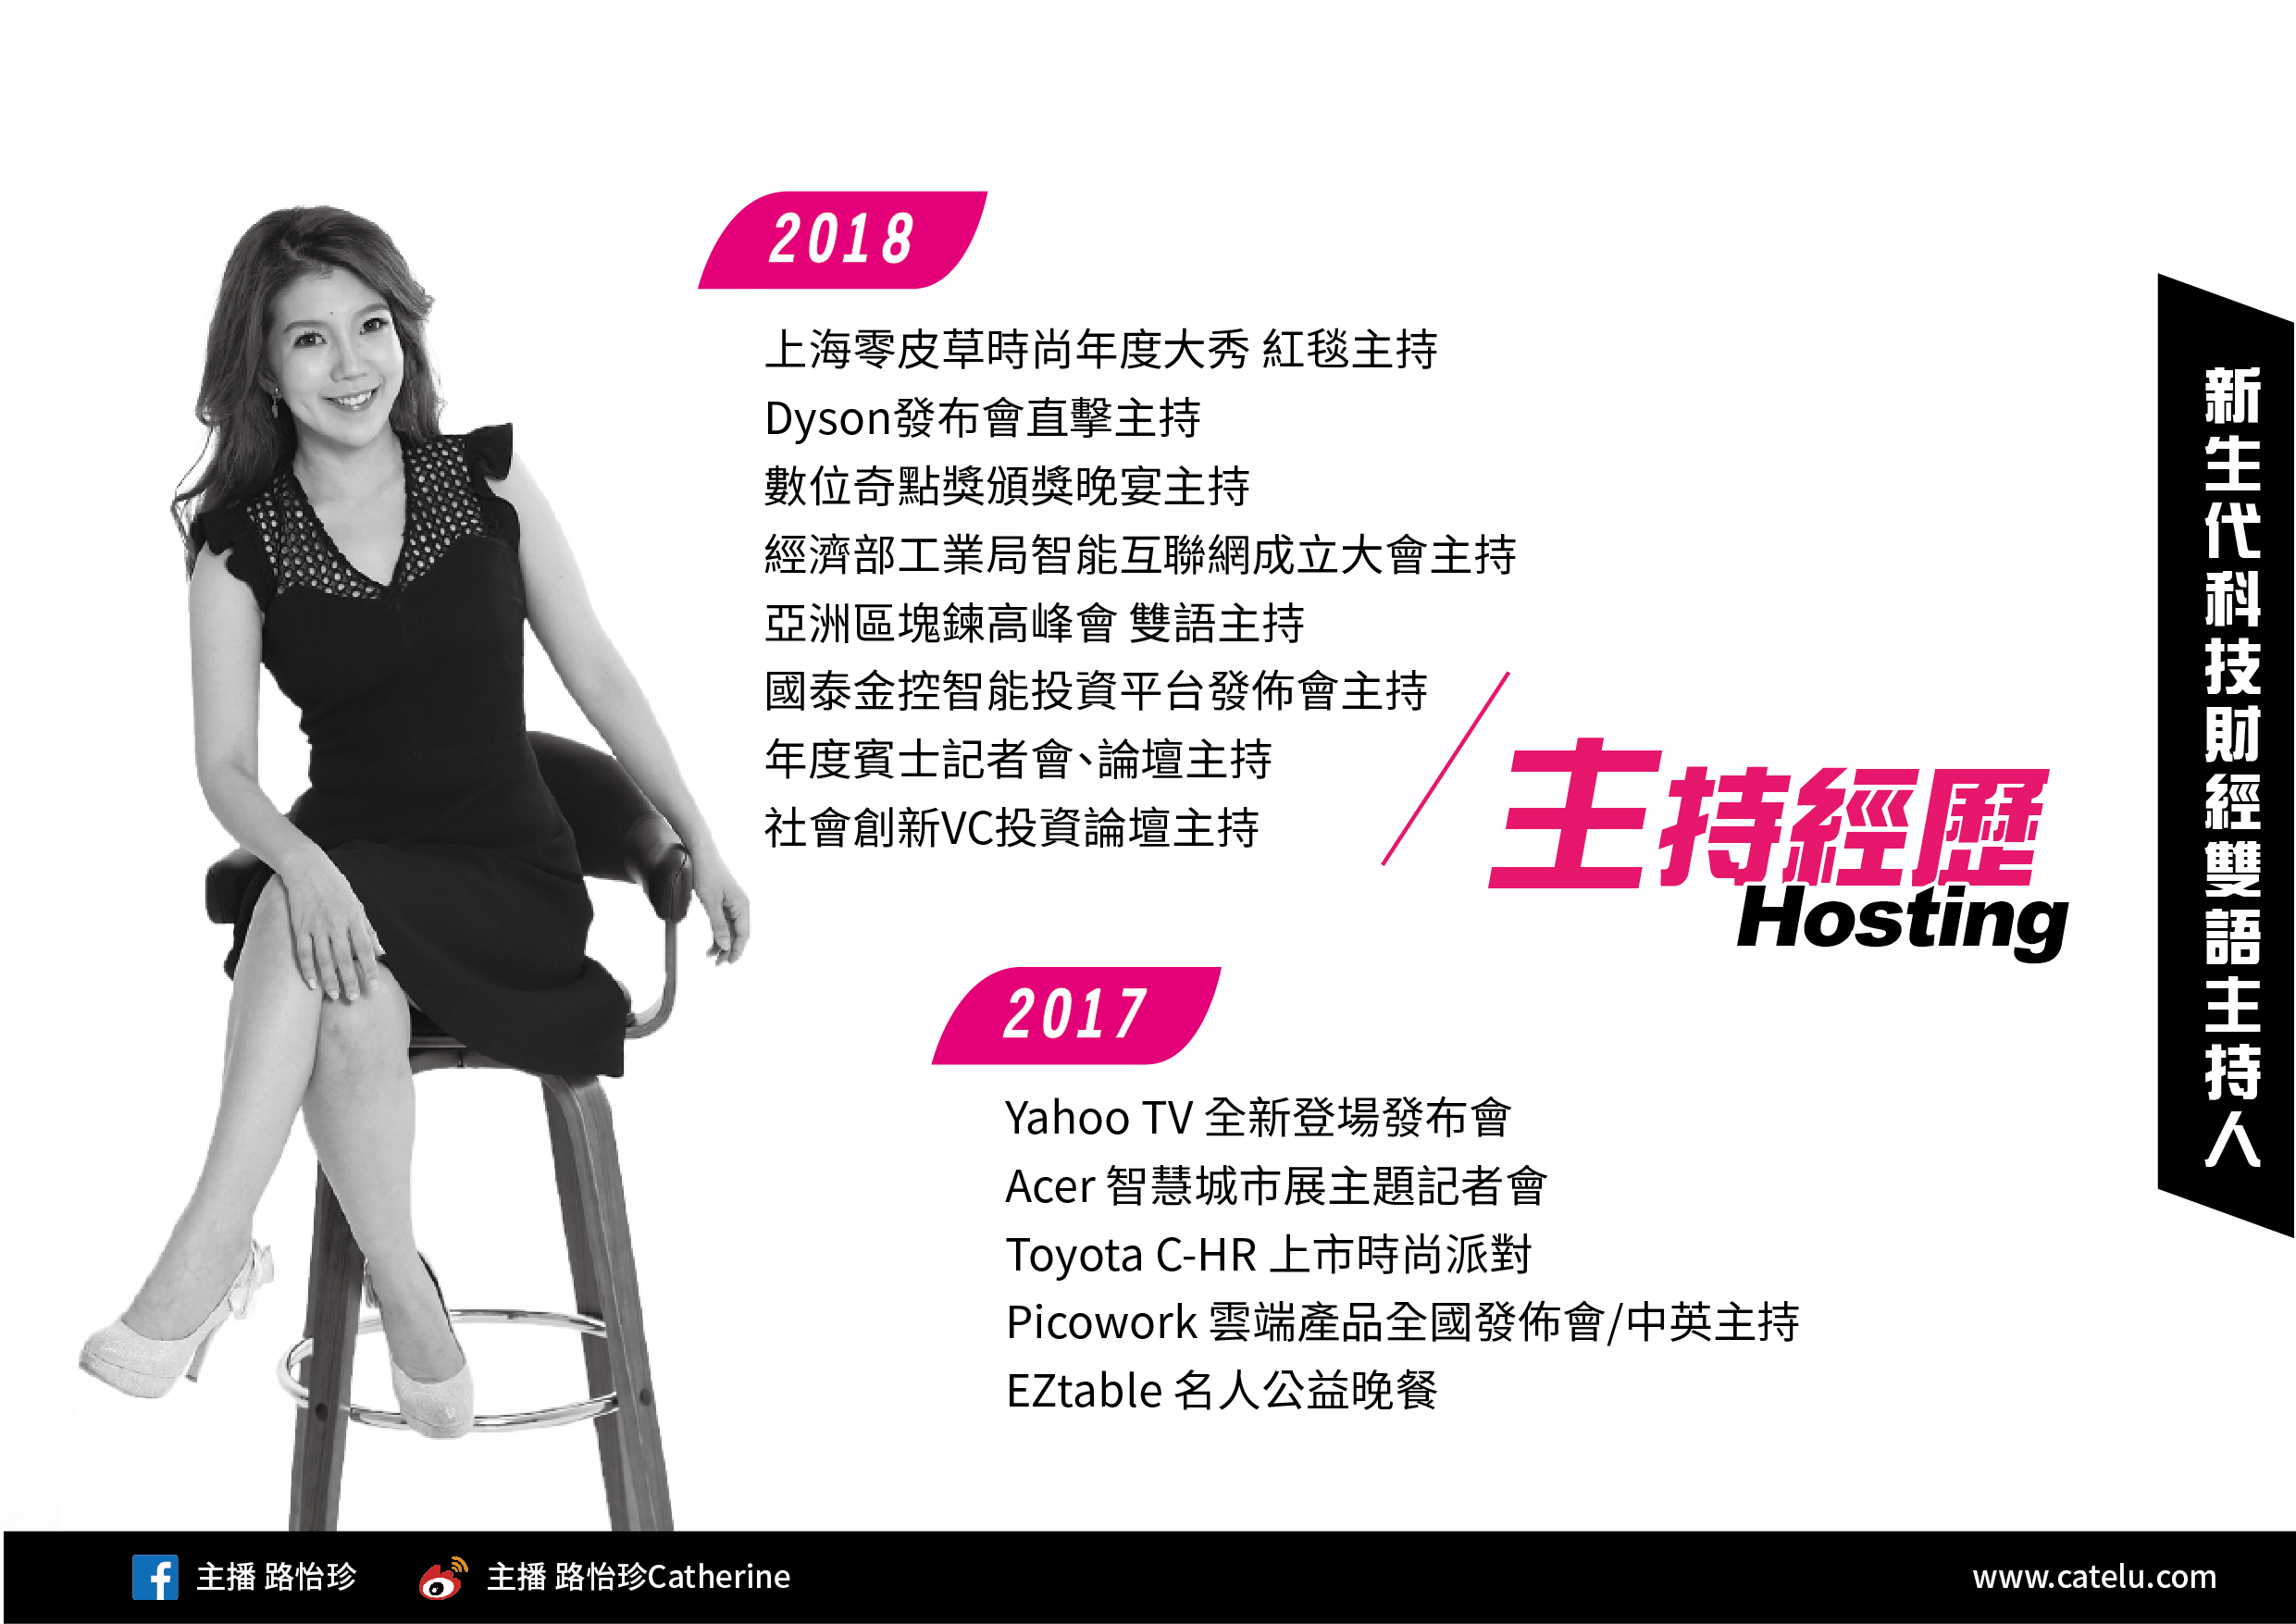 2018
上海零皮草時尚年度大秀 紅毯主持
Dyson發布會直擊主持
數位奇點獎頒獎晚宴主持
經濟部工業局智能互聯網成立大會主持
亞洲區塊鍊高峰會 雙語主持
國泰金控智能投資平台發佈會主持
年度賓士記者會、論壇主持
社會創新VC投資論壇主持
主持經歷
Hosting
2017
Yahoo TV 全新登場發布會
Acer 智慧城市展主題記者會
Toyota C-HR 上市時尚派對
Picowork 雲端產品全國發佈會/中英主持
EZtable 名人公益晚餐
新生代科技財經雙語主持人
主播 路怡珍
主播 路怡珍Catherine
www.catelu.com